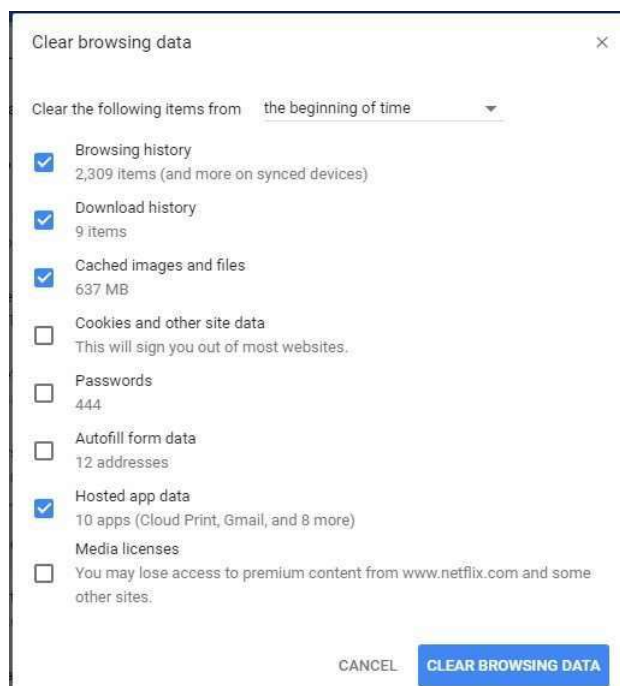 Clear browsing data
Clear the following items from the beginning of time
Browsing history
2,309 items (and more on synced devices)
Download history
9 items
Cached images and files
637 MB
Cookies and other site data
This will sign you out of most websites.
Passwords
444
Autofill form data
12 addresses
Hosted app data
10 apps (Cloud Print, Gmail, and 8 more)
Media licenses
You may lose access to premium content from www.netflix.com and some
other sites.
CANCEL CLEAR BROWSING DATA